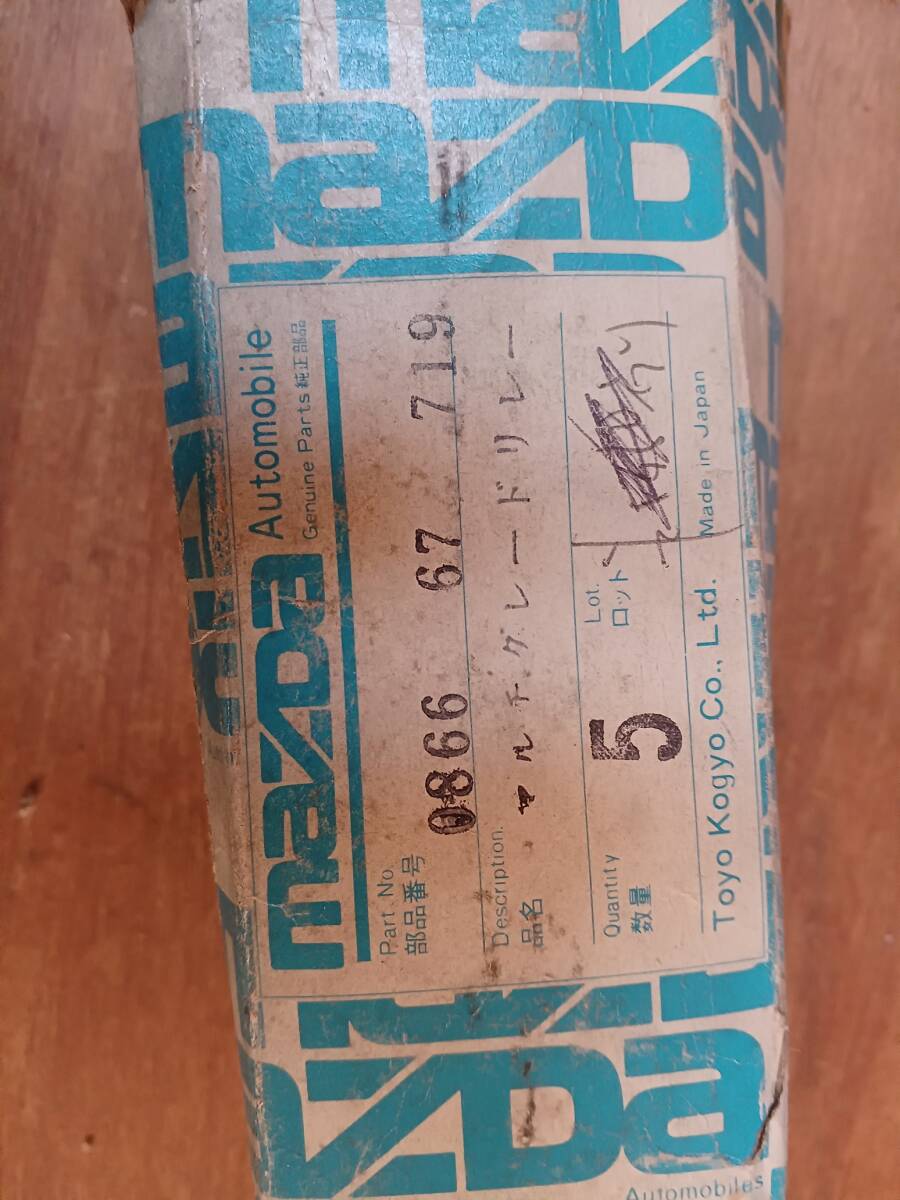 mazda Automobile
Genuine Parts 純正部品
Part No. 0866 67 719
部品番号
Description. マルチグレードリレー
品名
Quantity 5 Lot.
数量 ロット
Toyo Kogyo Co., Ltd. Made in Japan
mazda
mazda
Automobiles